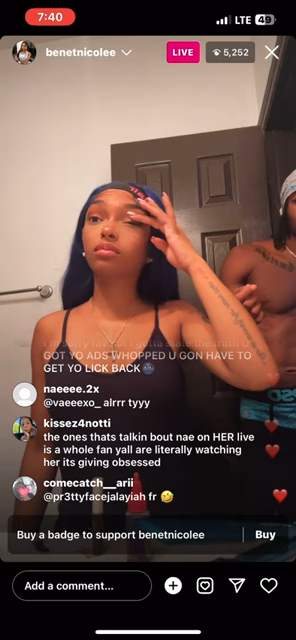 7:40
LTE 49
benetnicolee
LIVE
5,252
GOT YO ADS WHOPPED U GON HAVE TO
GET YO LICK BACK 🌚
naeeee.2x
@vaeeexo_ alrrr tyyy
kissez4notti
the ones thats talkin bout nae on HER live
is a whole fan yall are literally watching
her its giving obsessed
comecatch__arii
@pr3ttyfacejalayiah fr 🤣
Buy a badge to support benetnicolee
Buy
Add a comment...